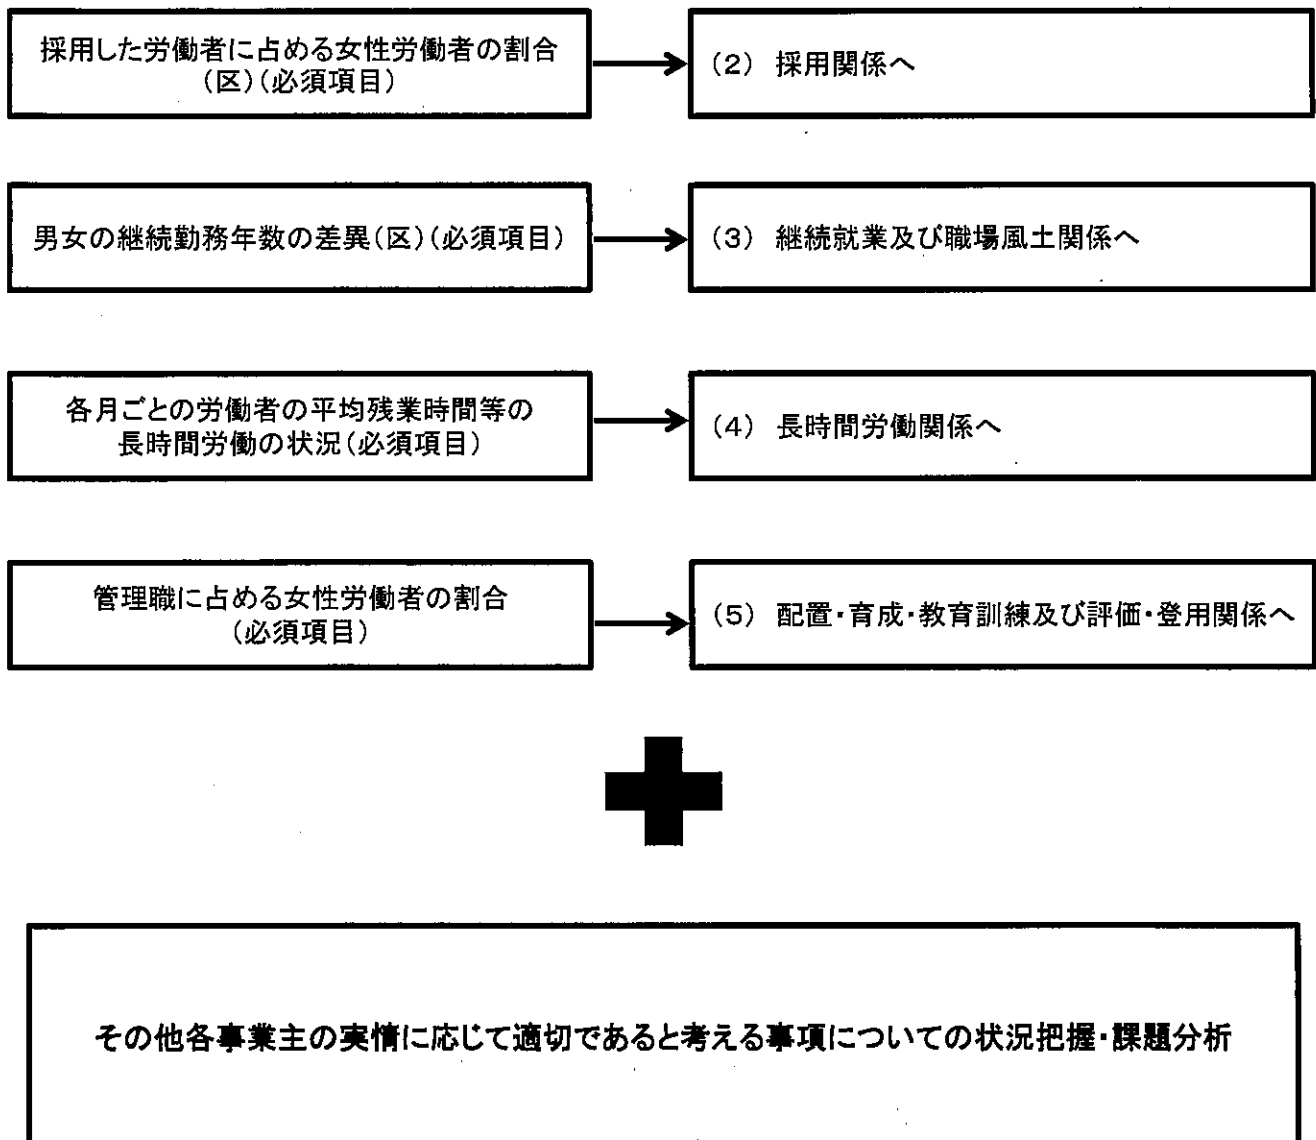 採用した労働者に占める女性労働者の割合
(区)(必須項目)
(2) 採用関係へ
男女の継続勤務年数の差異(区)(必須項目)
(3) 継続就業及び職場風土関係へ
各月ごとの労働者の平均残業時間等の
長時間労働の状況(必須項目)
(4) 長時間労働関係へ
管理職に占める女性労働者の割合
(必須項目)
(5) 配置・育成・教育訓練及び評価・登用関係へ
その他各事業主の実情に応じて適切であると考える事項についての状況把握・課題分析